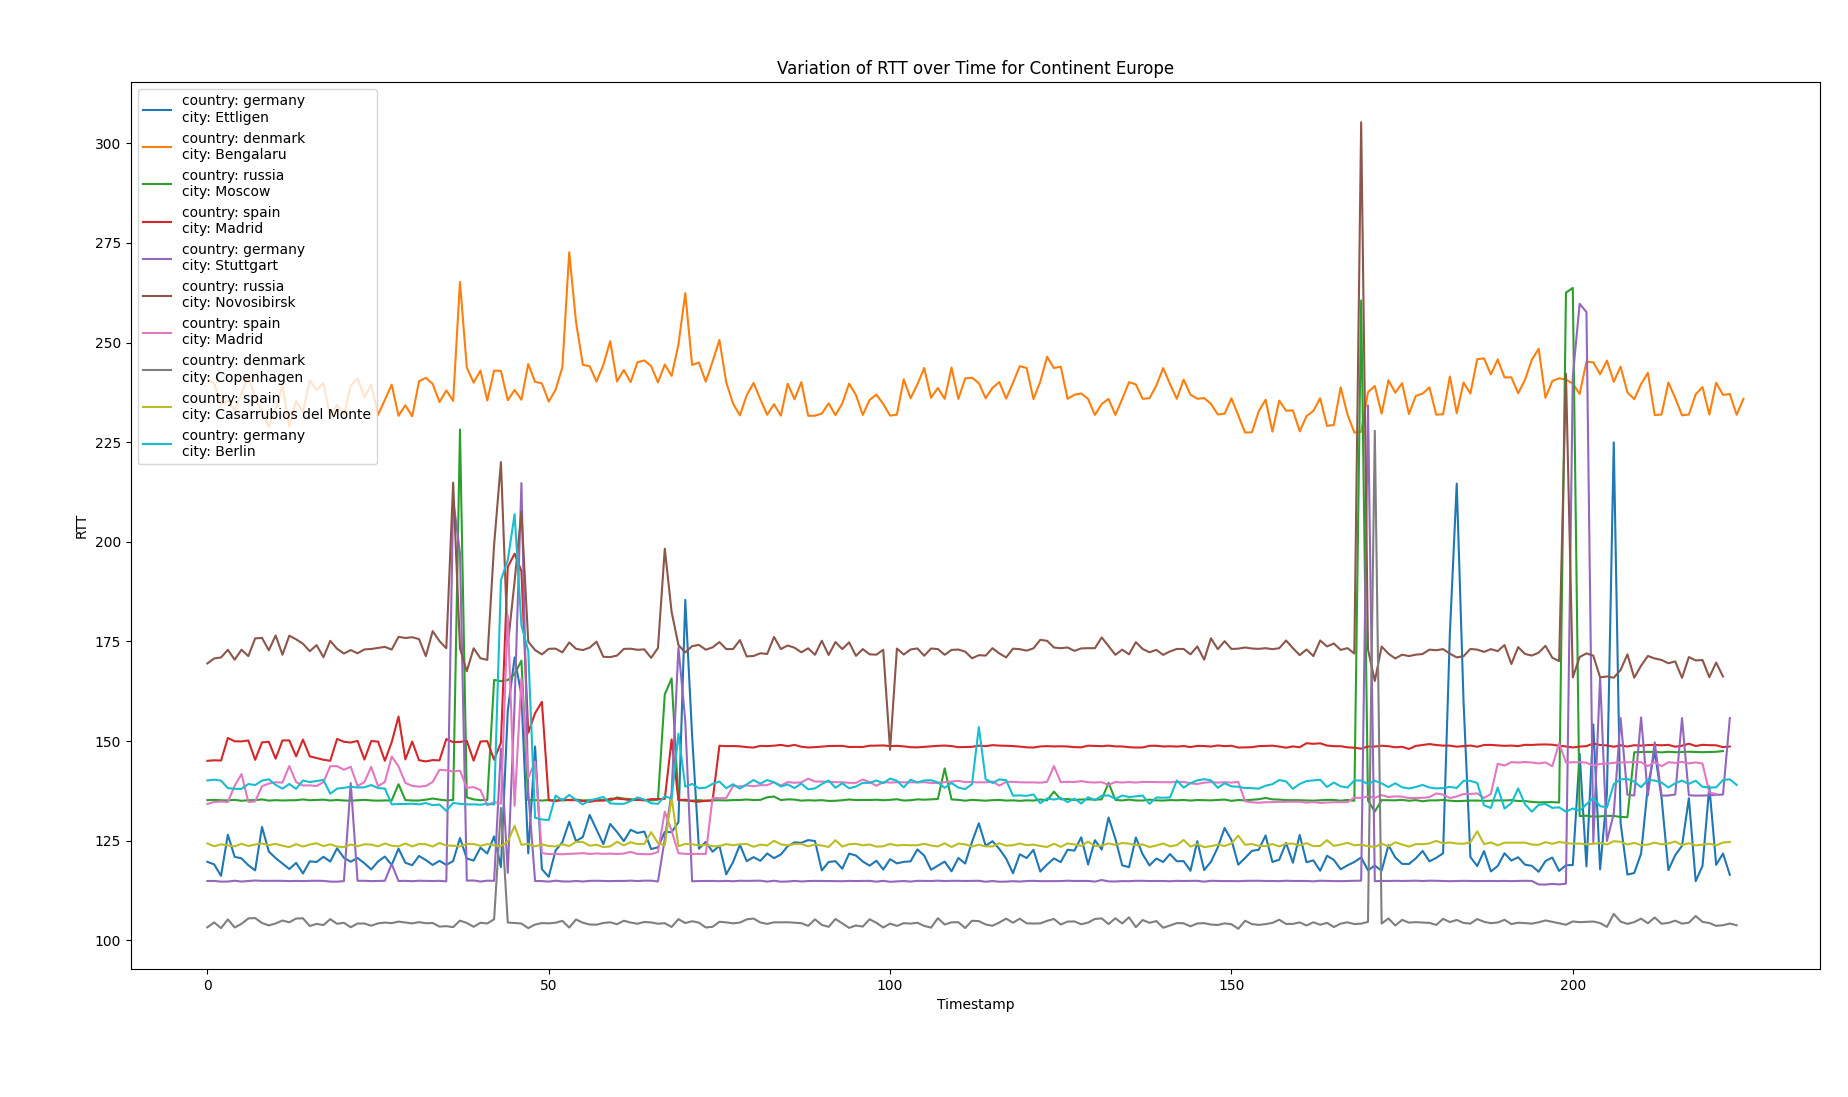 Variation of RTT over Time for Continent Europe
country: germany
city: Ettligen
country: denmark
city: Bengalaru
country: russia
city: Moscow
country: spain
city: Madrid
country: germany
city: Stuttgart
country: russia
city: Novosibirsk
country: spain
city: Madrid
country: denmark
city: Copenhagen
country: spain
city: Casarrubios del Monte
country: germany
city: Berlin
RTT
300
275
250
225
200
175
150
125
100
0
50
100
150
200
Timestamp